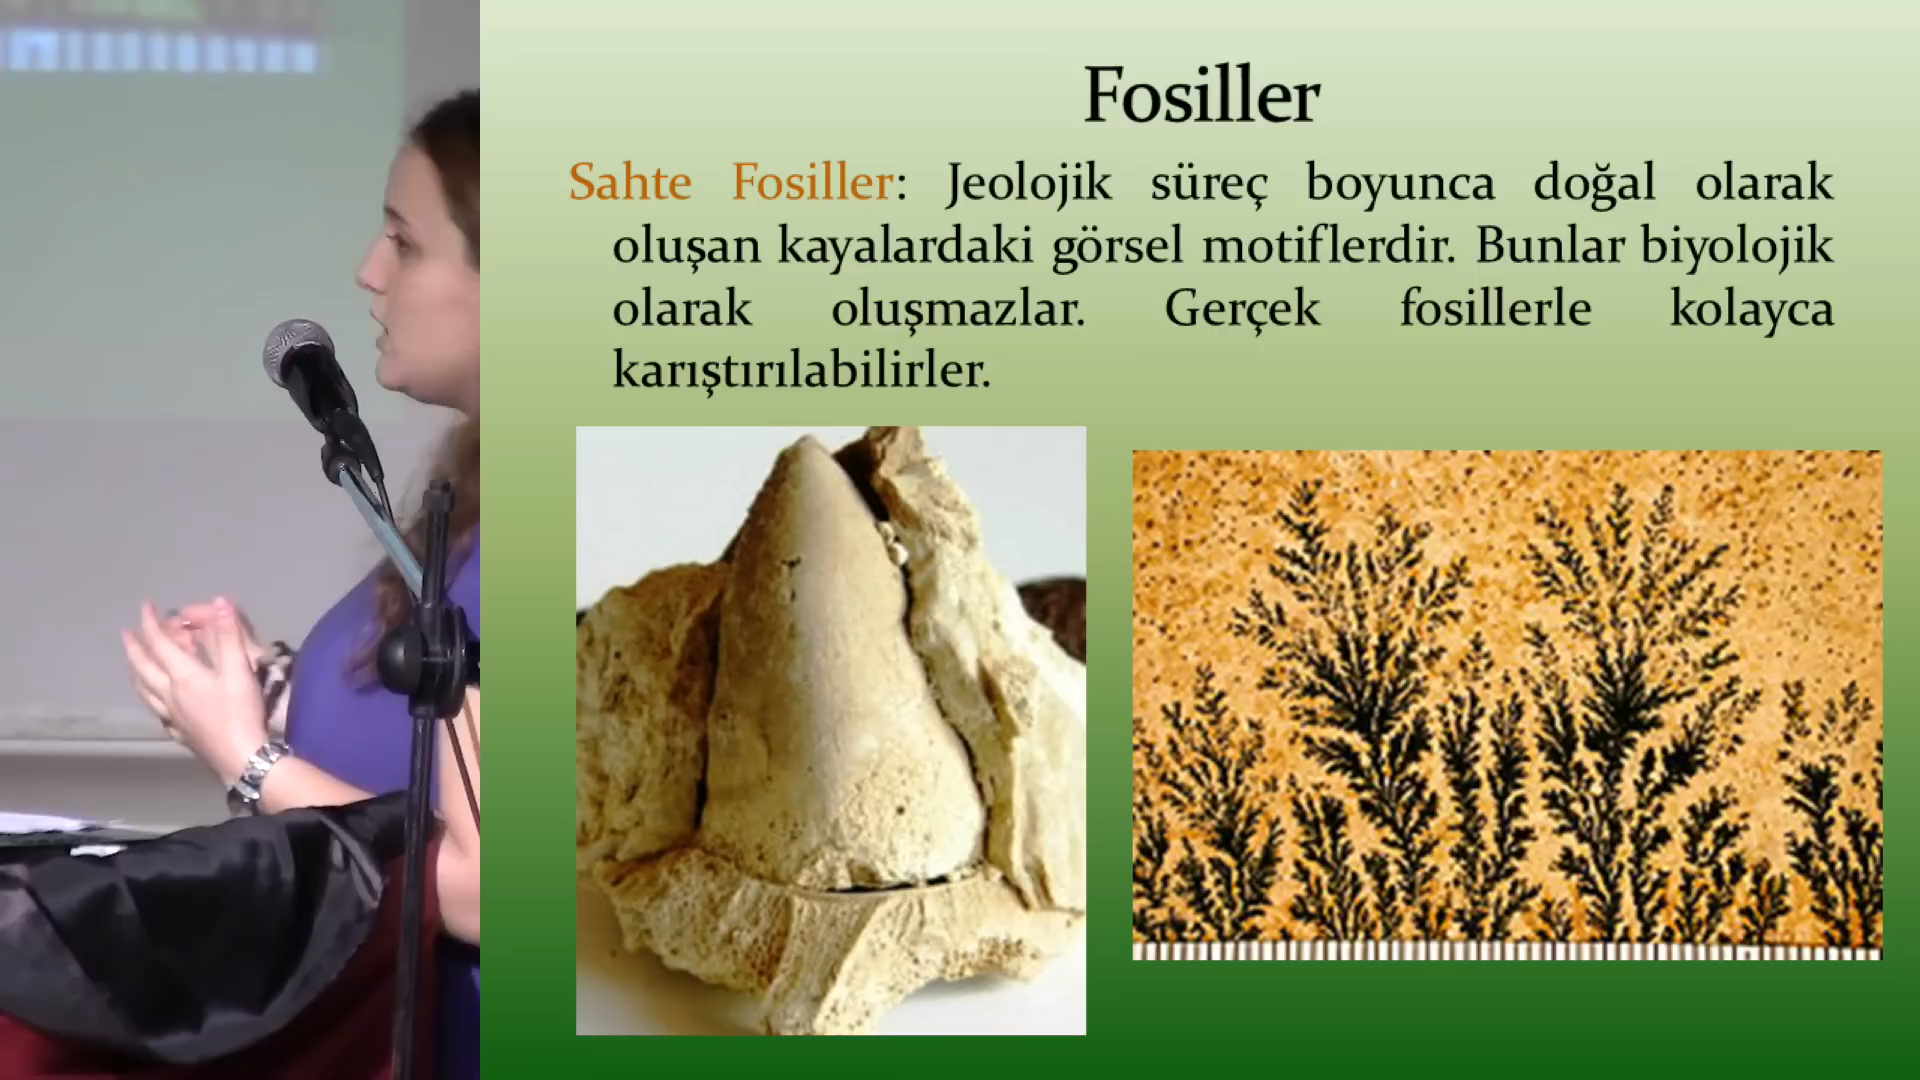 Fosiller
Sahte Fosiller: Jeolojik süreç boyunca doğal olarak
oluşan kayalardaki görsel motiflerdir. Bunlar biyolojik
olarak oluşmazlar. Gerçek fosillerle kolayca
karıştırılabilirler.